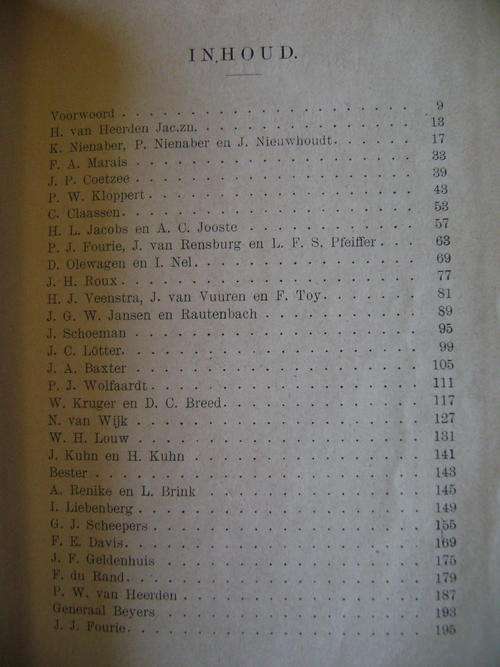 INHOUD.
Voorwoord . . . . . . . . . . . . . . . . 9
H. van Heerden Jac.zn. . . . . . . . . . . . 13
K. Nienaber, P. Nienaber en J. Nieuwhoudt. . . . . . 17
F. A. Marais . . . . . . . . . . . . . . . 33
J. P. Coetzee . . . . . . . . . . . . . . . 39
P. W. Kloppert. . . . . . . . . . . . . . . 43
C. Claassen. . . . . . . . . . . . . . . . 53
H. L. Jacobs en A. C. Jooste . . . . . . . . . . 57
P. J. Fourie, J. van Rensburg en L. F. S. Pfeiffer. . . . 63
D. Olewagen en I. Nel. . . . . . . . . . . . . 69
J. H. Roux. . . . . . . . . . . . . . . . 77
H. J. Veenstra, J. van Vuuren en F. Toy. . . . . . . 81
J. G. W. Jansen en Rautenbach . . . . . . . . . 89
J. Schoeman . . . . . . . . . . . . . . . 95
J. C. Lötter. . . . . . . . . . . . . . . . 99
J. A. Baxter . . . . . . . . . . . . . . . 105
P. J. Wolfaardt. . . . . . . . . . . . . . . 111
W. Kruger en D. C. Breed. . . . . . . . . . . 117
N. van Wijk . . . . . . . . . . . . . . . 127
W. H. Louw . . . . . . . . . . . . . . . 131
J. Kuhn en H. Kuhn . . . . . . . . . . . . 141
Bester . . . . . . . . . . . . . . . . . 143
A. Renike en L. Brink . . . . . . . . . . . . 145
I. Liebenberg. . . . . . . . . . . . . . . 149
G. J. Scheepers . . . . . . . . . . . . . . 155
F. E. Davis. . . . . . . . . . . . . . . . 169
J. F. Geldenhuis . . . . . . . . . . . . . . 175
F. du Rand. . . . . . . . . . . . . . . . 179
P. W. van Heerden . . . . . . . . . . . . . 187
Generaal Beyers . . . . . . . . . . . . . . 193
J. J. Fourie. . . . . . . . . . . . . . . . 195